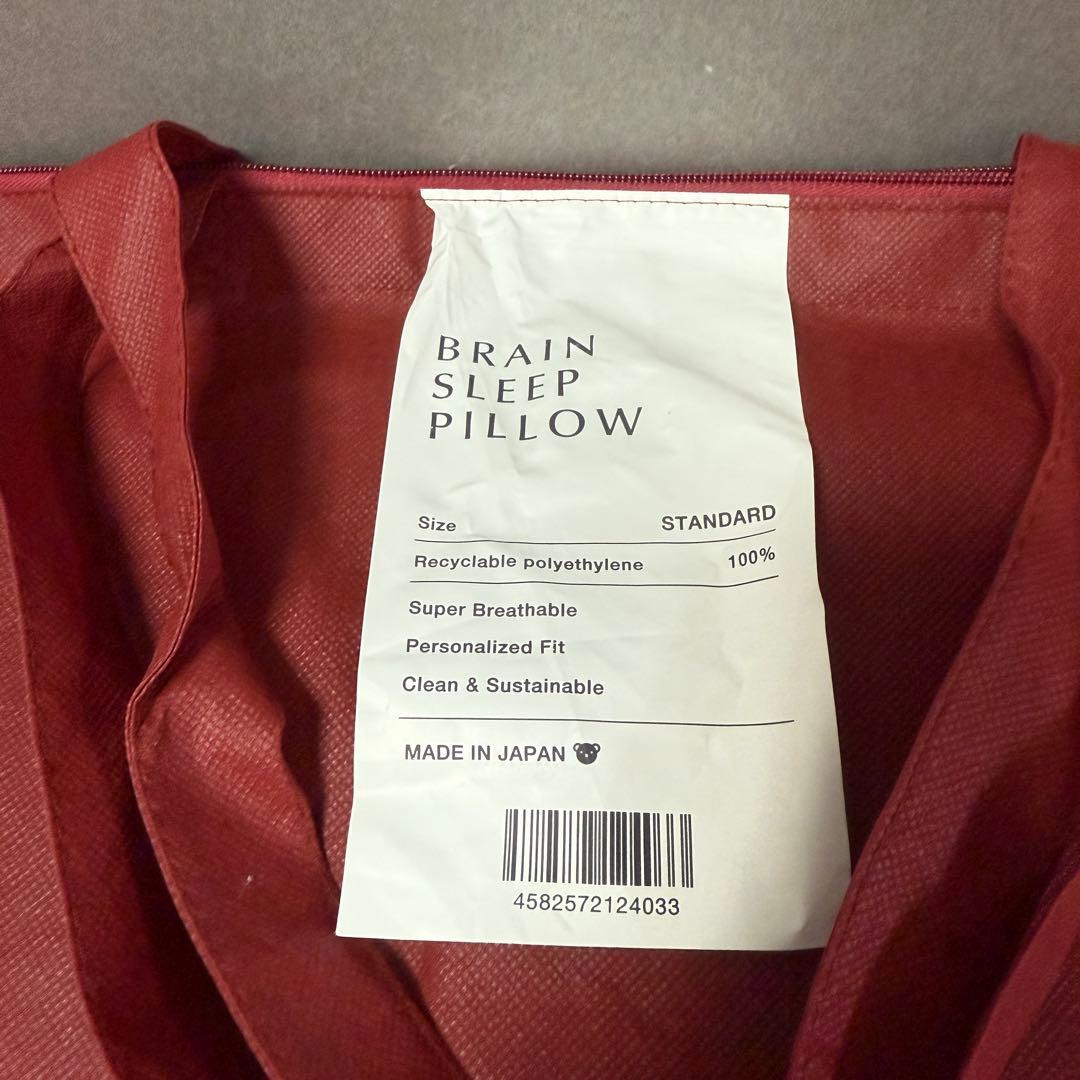 BRAIN
SLEEP
PILLOW
Size STANDARD
Recyclable polyethylene 100%
Super Breathable
Personalized Fit
Clean & Sustainable
MADE IN JAPAN
4582572124033